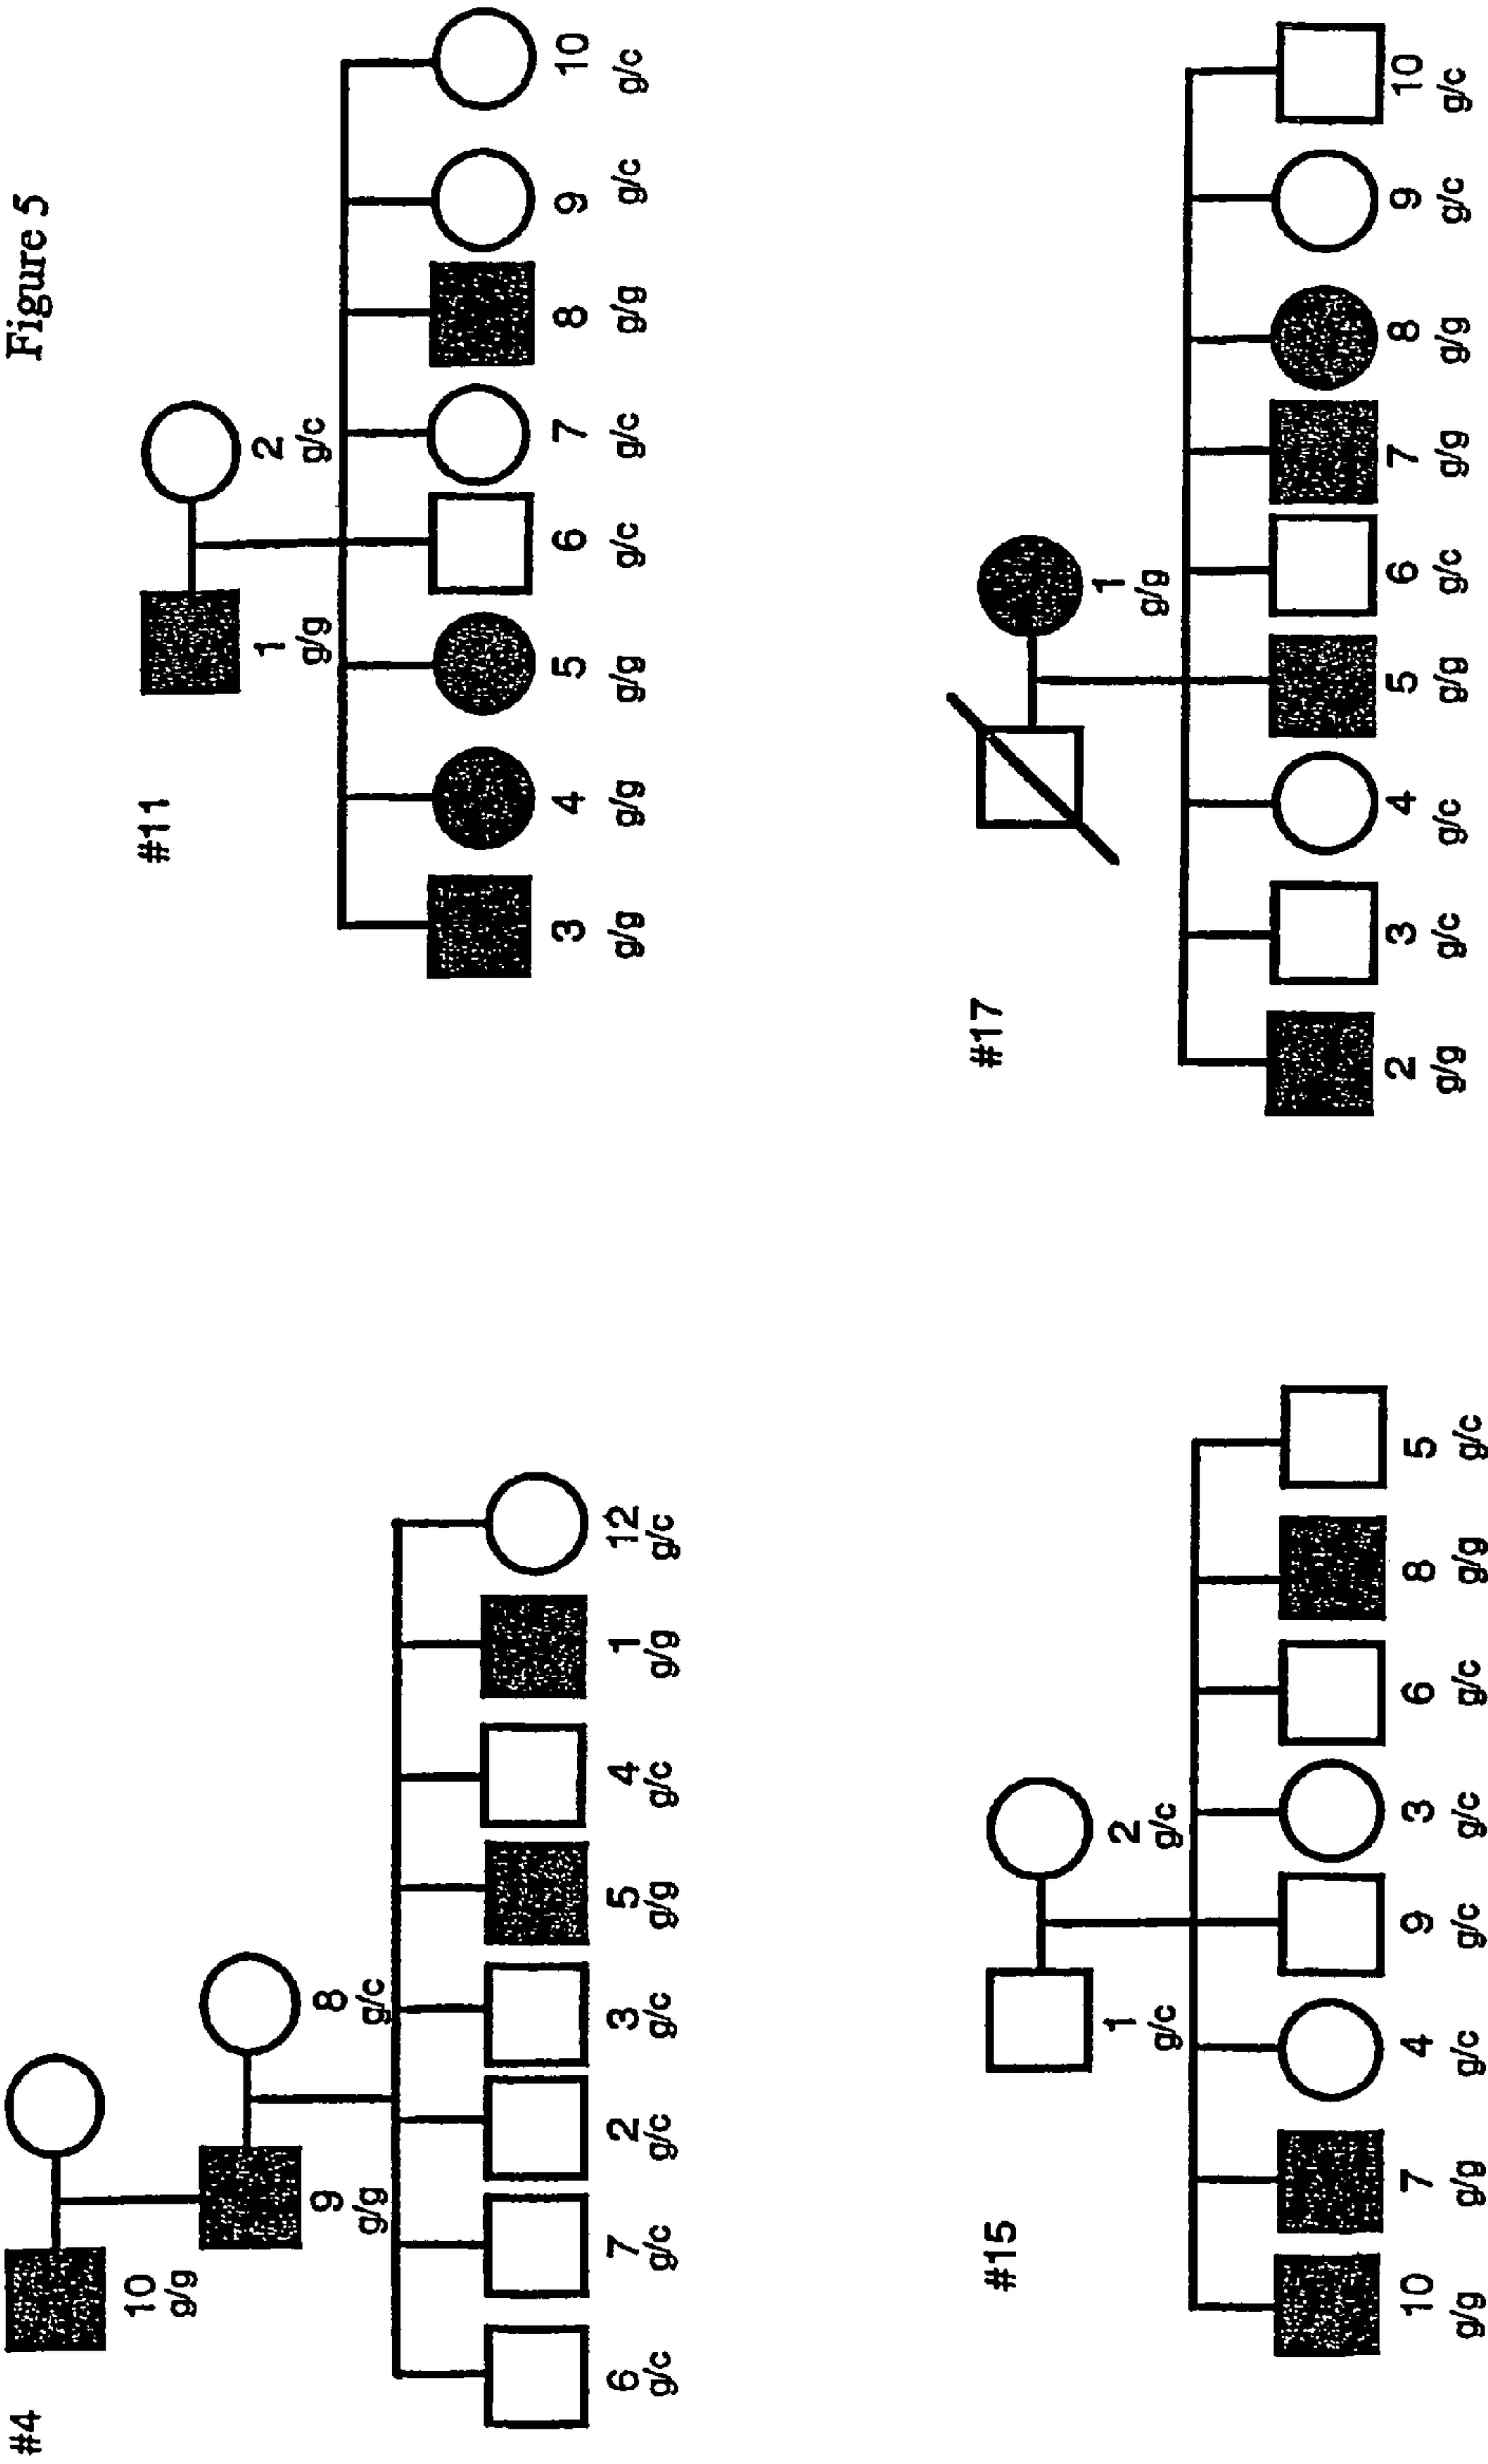 Figure 5
#4
10
g/g
9 8
g/g g/c
6 7 2 3 5 4 1 12
g/c g/c g/c g/c g/g g/c g/g g/c
#11
1 2
g/g g/c
3 4 5 6 7 8 9 10
g/g g/g g/g g/c g/c g/g g/c g/c
#15
1 2
g/c g/c
10 7 4 9 3 6 8 5
g/g g/g g/c g/c g/c g/c g/g g/c
#17
1
g/g
2 3 4 5 6 7 8 9 10
g/g g/c g/c g/g g/c g/g g/g g/c g/c